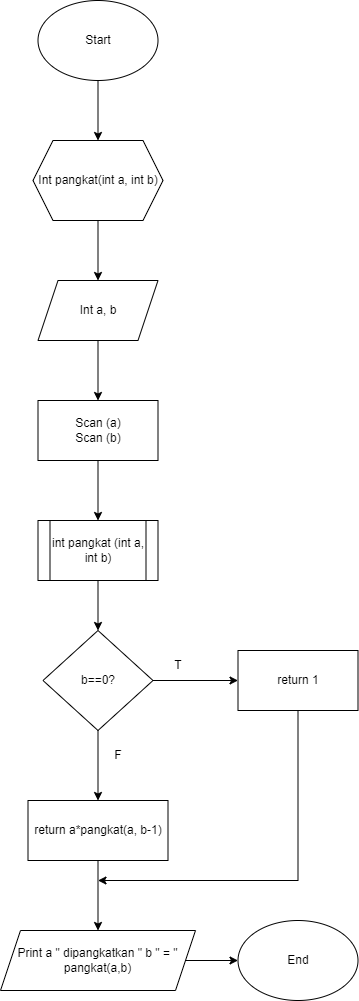 Start
Int pangkat(int a, int b)
Int a, b
Scan (a)
Scan (b)
int pangkat (int a,
int b)
b==0?
T
return 1
F
return a*pangkat(a, b-1)
Print a " dipangkatkan " b " = "
pangkat(a,b)
End